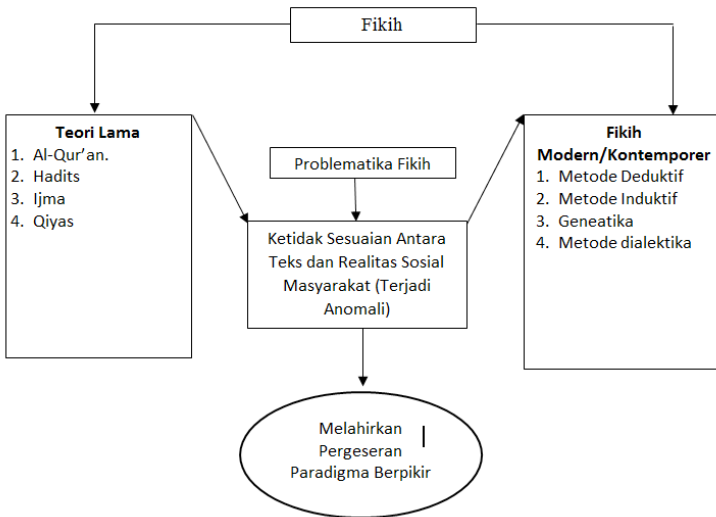 Fikih
Teori Lama
1. Al-Qur'an.
2. Hadits
3. Ijma
4. Qiyas
Problematika Fikih
Ketidak Sesuaian Antara
Teks dan Realitas Sosial
Masyarakat (Terjadi
Anomali)
Fikih
Modern/Kontemporer
1. Metode Deduktif
2. Metode Induktif
3. Geneatika
4. Metode dialektika
Melahirkan
Pergeseran
Paradigma Berpikir